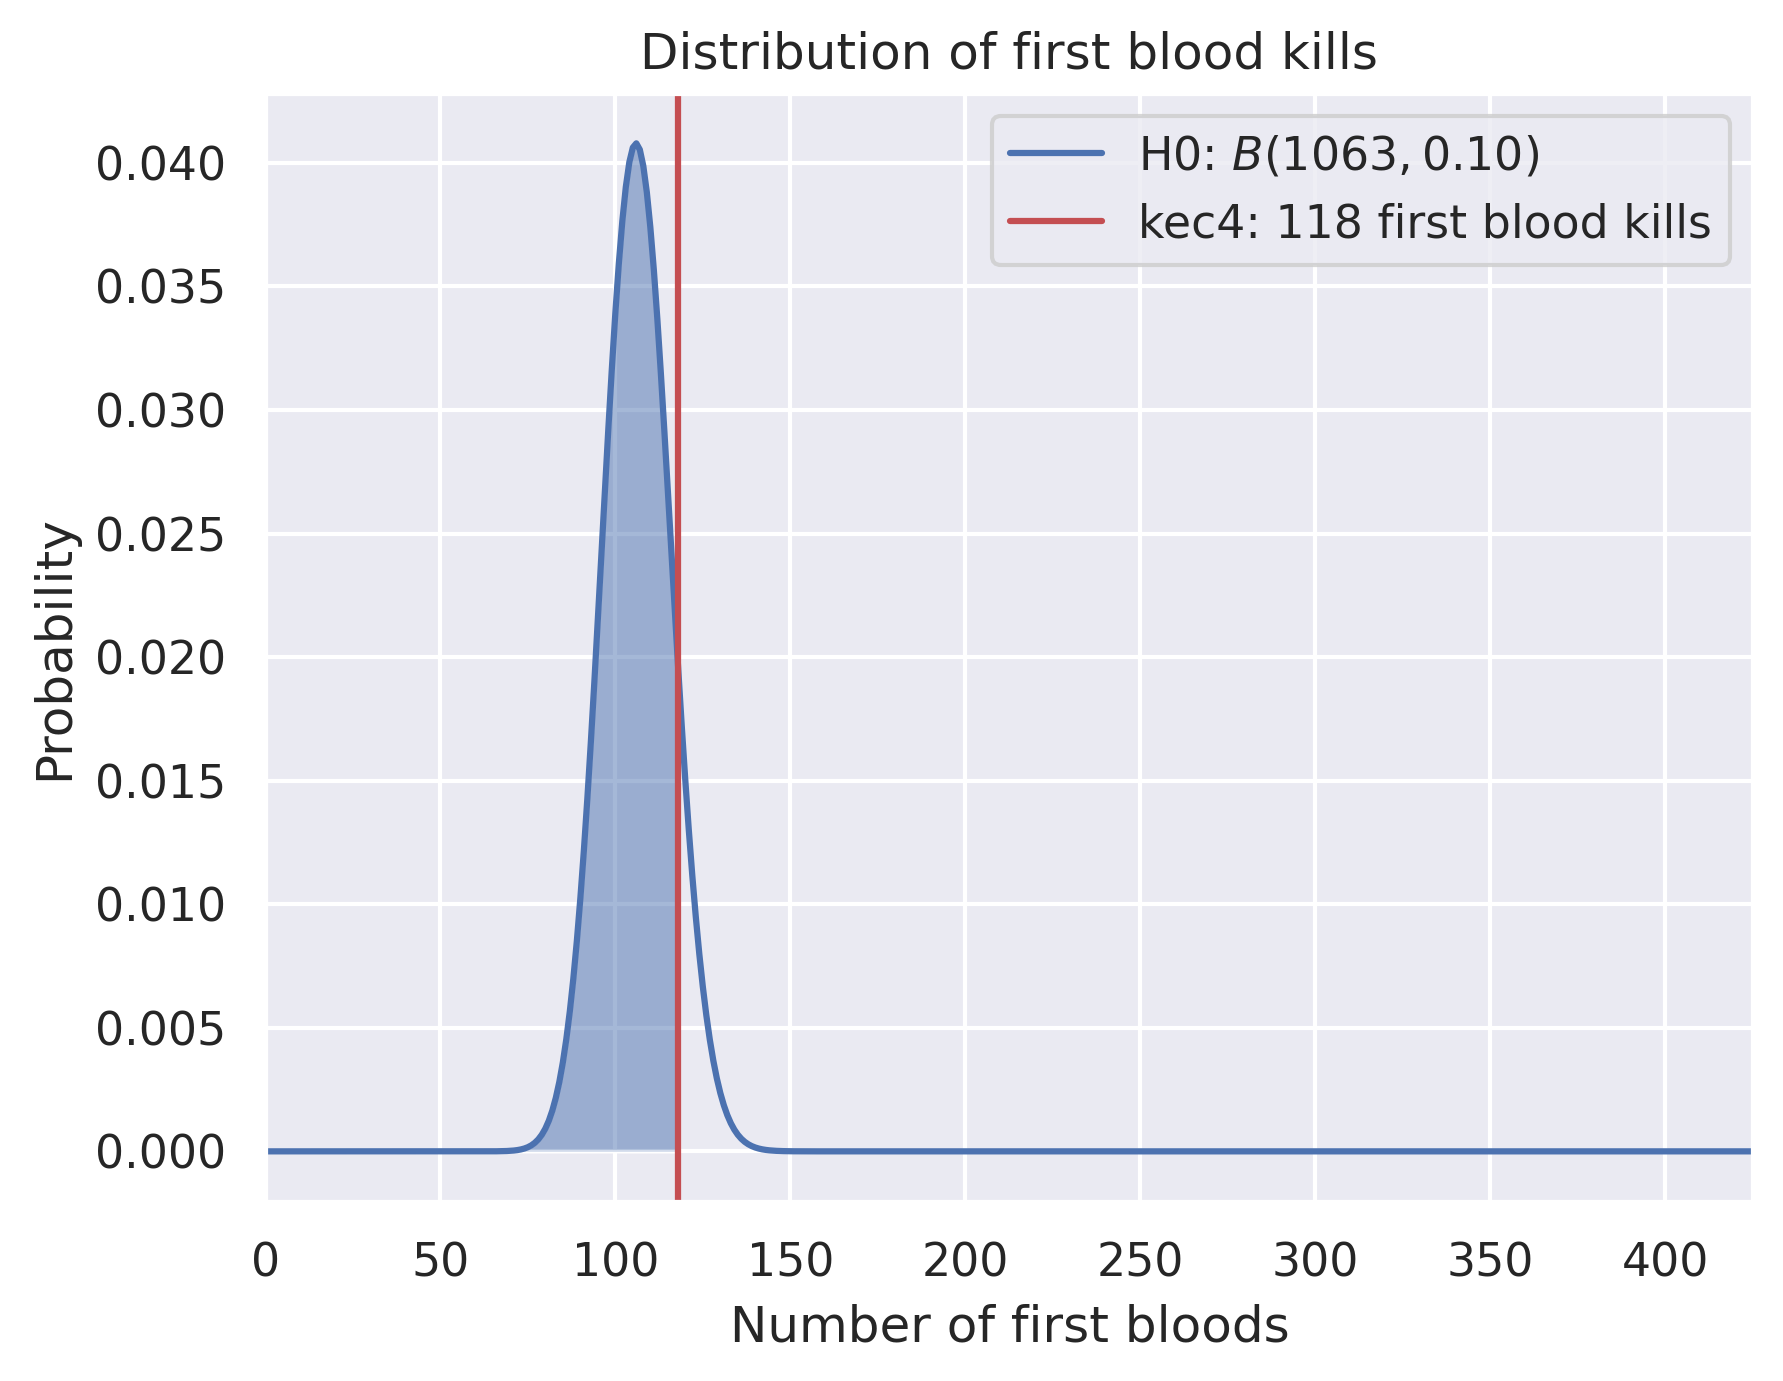 Distribution of first blood kills
H0: B(1063, 0.10)
kec4: 118 first blood kills
0.040
0.035
0.030
0.025
0.020
0.015
0.010
0.005
0.000
Probability
0 50 100 150 200 250 300 350 400
Number of first bloods